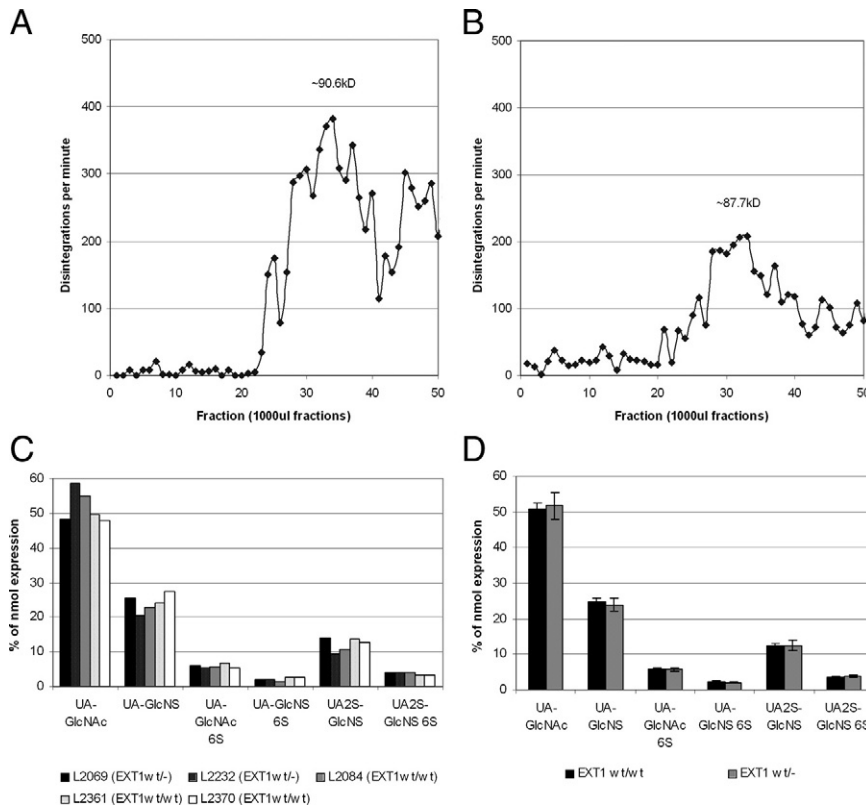 A
500
400
300
200
100
0
Disintegrations per minute
~90.6kD
0 10 20 30 40 50
Fraction (1000ul fractions)
B
500
400
300
200
100
0
Disintegrations per minute
~87.7kD
0 10 20 30 40 50
Fraction (1000ul fractions)
C
60
50
40
30
20
10
0
% of nmol expression
UA- UA-GlcNS UA- UA-GlcNS UA2S- UA2S-
GlcNAc GlcNAc 6S GlcNS GlcNS 6S
6S
L2069 (EXT1wt/-) L2232 (EXT1wt/-) L2084 (EXT1wt/wt)
L2361 (EXT1wt/wt) L2370 (EXT1wt/wt)
D
60
50
40
30
20
10
0
% of nmol expression
UA- UA- UA- UA- UA2S- UA2S-
GlcNAc GlcNS GlcNAc GlcNS 6S GlcNS GlcNS 6S
6S
EXT1 wt/wt EXT1 wt/-